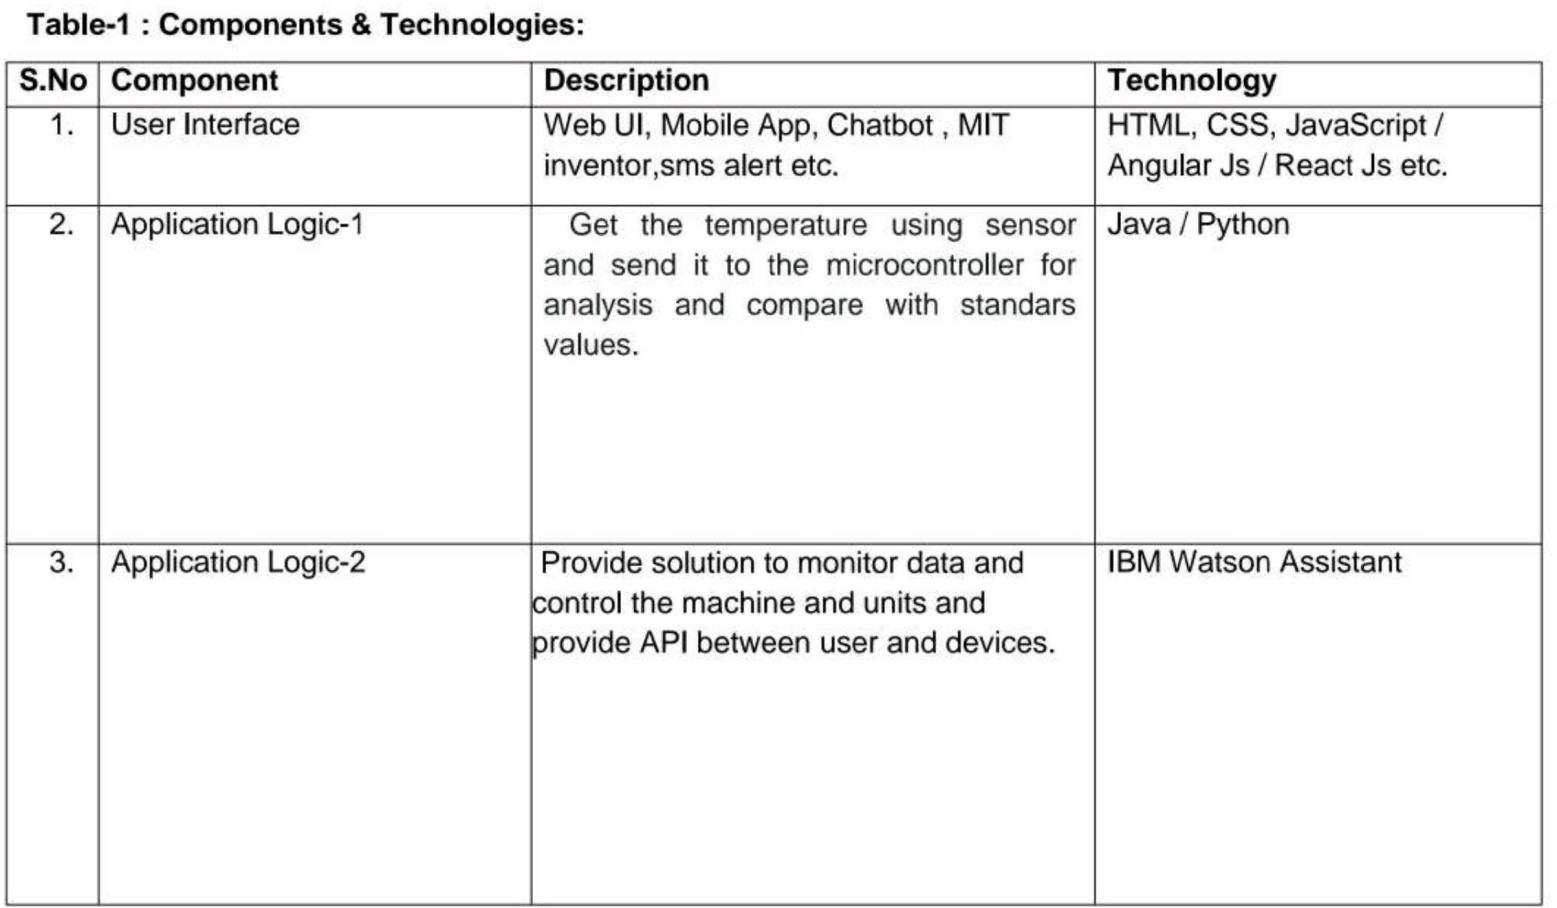 Table-1 : Components & Technologies:
S.No Component Description Technology
1. User Interface Web UI, Mobile App, Chatbot , MIT HTML, CSS, JavaScript /
inventor,sms alert etc. Angular Js / React Js etc.
2. Application Logic-1 Get the temperature using sensor Java / Python
and send it to the microcontroller for
analysis and compare with standars
values.
3. Application Logic-2 Provide solution to monitor data and IBM Watson Assistant
control the machine and units and
provide API between user and devices.